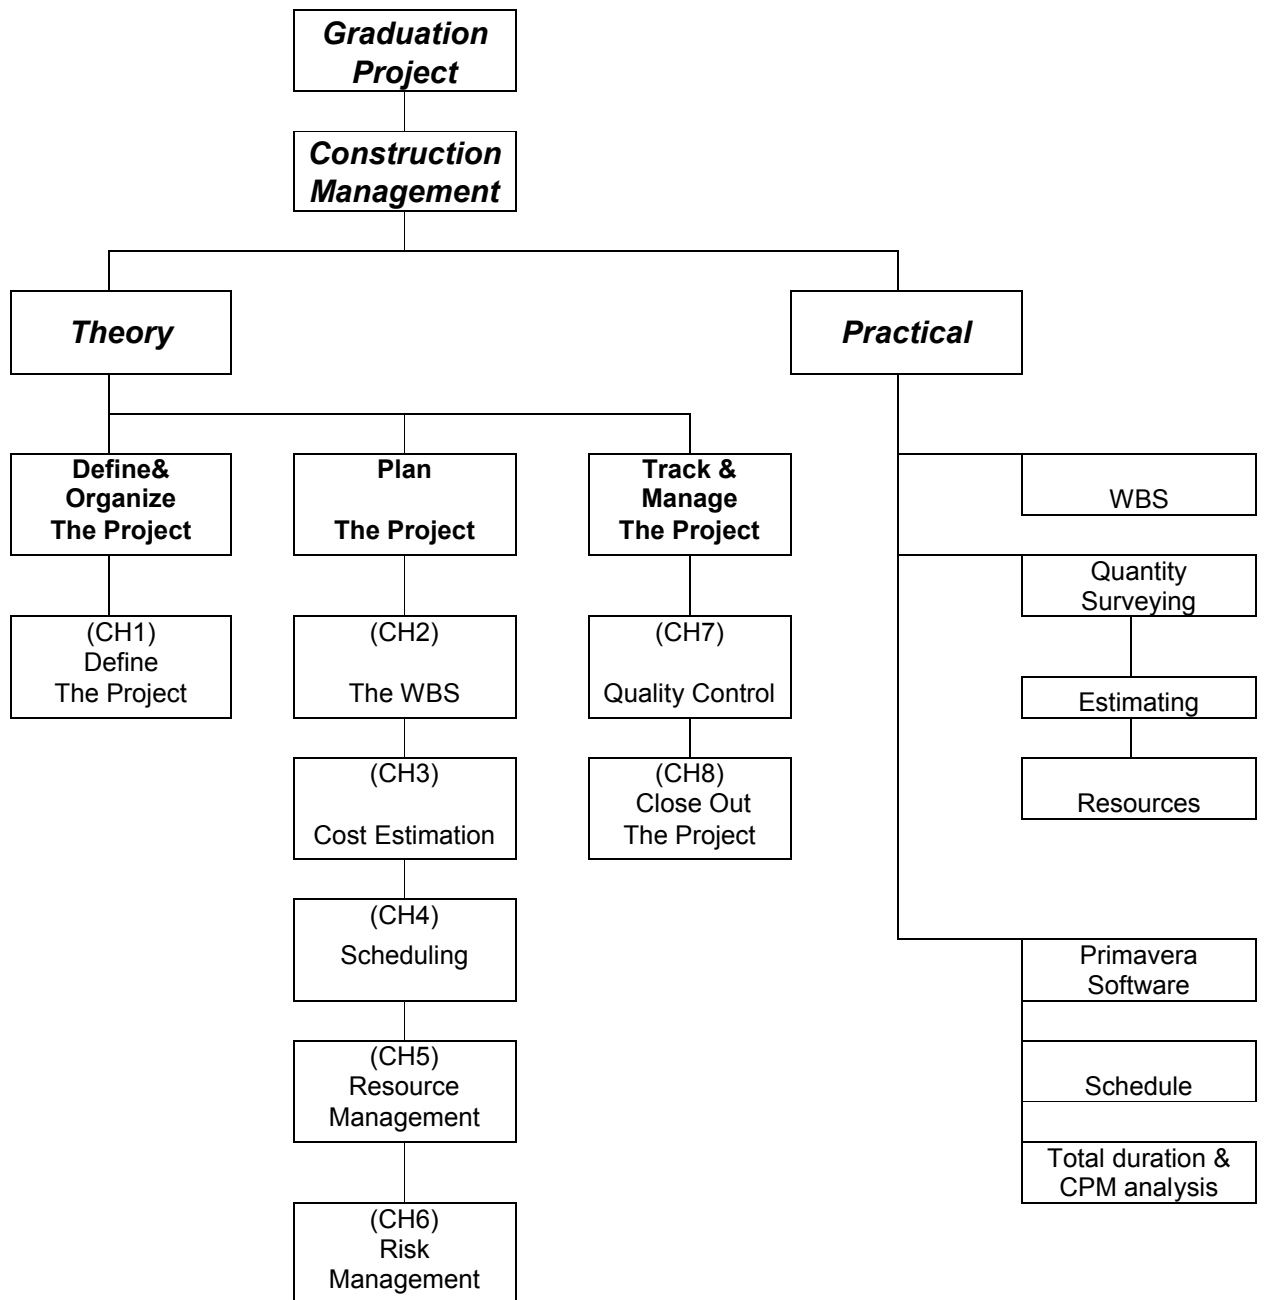 Graduation
Project
Construction
Management
Theory
Practical
Define&
Organize
The Project
Plan
The Project
Track &
Manage
The Project
WBS
Quantity
Surveying
(CH1)
Define
The Project
(CH2)
The WBS
(CH7)
Quality Control
Estimating
(CH3)
Cost Estimation
(CH8)
Close Out
The Project
Resources
(CH4)
Scheduling
Primavera
Software
(CH5)
Resource
Management
Schedule
Total duration &
CPM analysis
(CH6)
Risk
Management